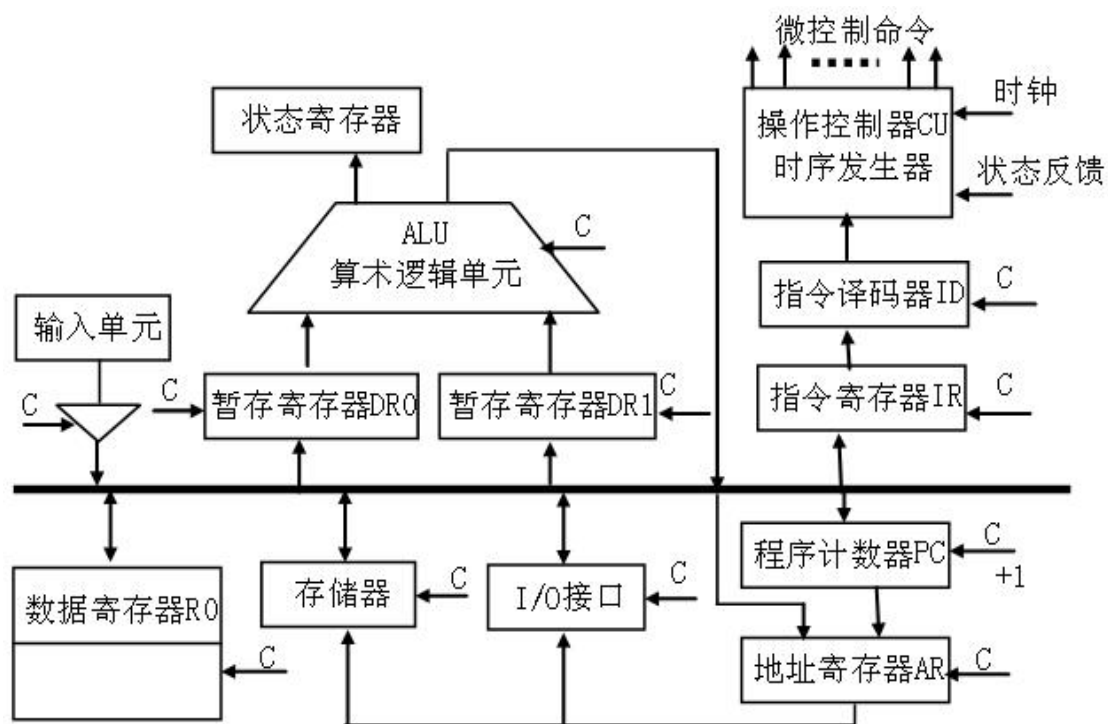 微控制命令
状态寄存器
操作控制器CU
时序发生器
时钟
状态反馈
ALU
算术逻辑单元
C
指令译码器ID
C
输入单元
C
暂存寄存器DR0
C
暂存寄存器DR1
C
指令寄存器IR
C
数据寄存器R0
C
存储器
C
I/O接口
C
程序计数器PC
C
+1
地址寄存器AR
C